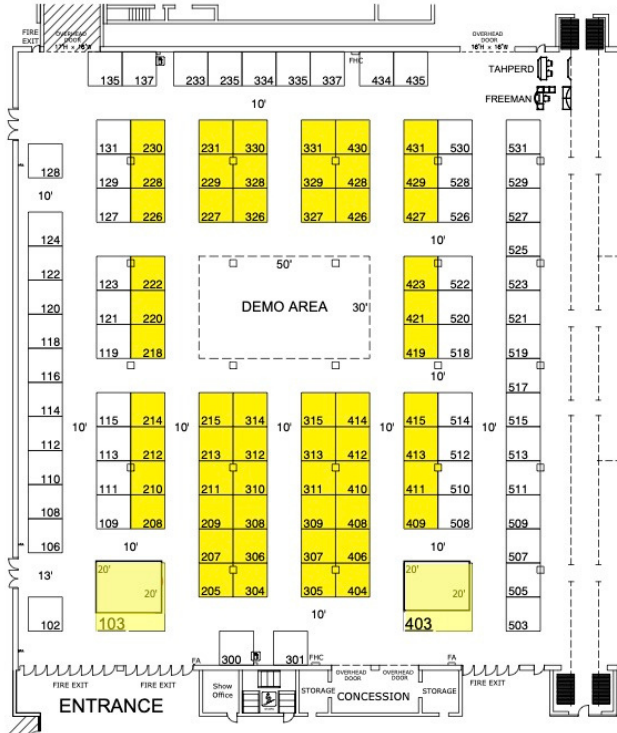 FIRE EXIT
OVERHEAD DOOR
OVERHEAD DOOR
16'H x 16'W
FHC
TAHPERD
FREEMAN
135 137 233 235 334 335 337 434 435
10'
131 230 231 330 331 430 431 530 531
128 129 228 229 328 329 428 429 528 529
10'
127 226 227 326 327 426 427 526 527
124
10'
525
123 222 50' 423 522 523
122
121 220 DEMO AREA 30' 421 520 521
120
119 218 419 518 519
118
10'
116 517
115 214 215 314 315 414 415 514 515
114
10' 10' 10' 10' 10' 10'
113 212 213 312 313 412 413 512 513
112
111 210 211 310 311 410 411 510 511
110
109 208 209 308 309 408 409 508 509
108
10' 10'
106 207 306 307 406 507
13' 20' 20'
20' 20'
205 304 305 404 505
102 103 10' 403 503
300 301
FA FHC FA
FIRE EXIT FIRE EXIT
Show Office
STORAGE
OVERHEAD DOOR
OVERHEAD DOOR
CONCESSION
STORAGE
FIRE EXIT
ENTRANCE